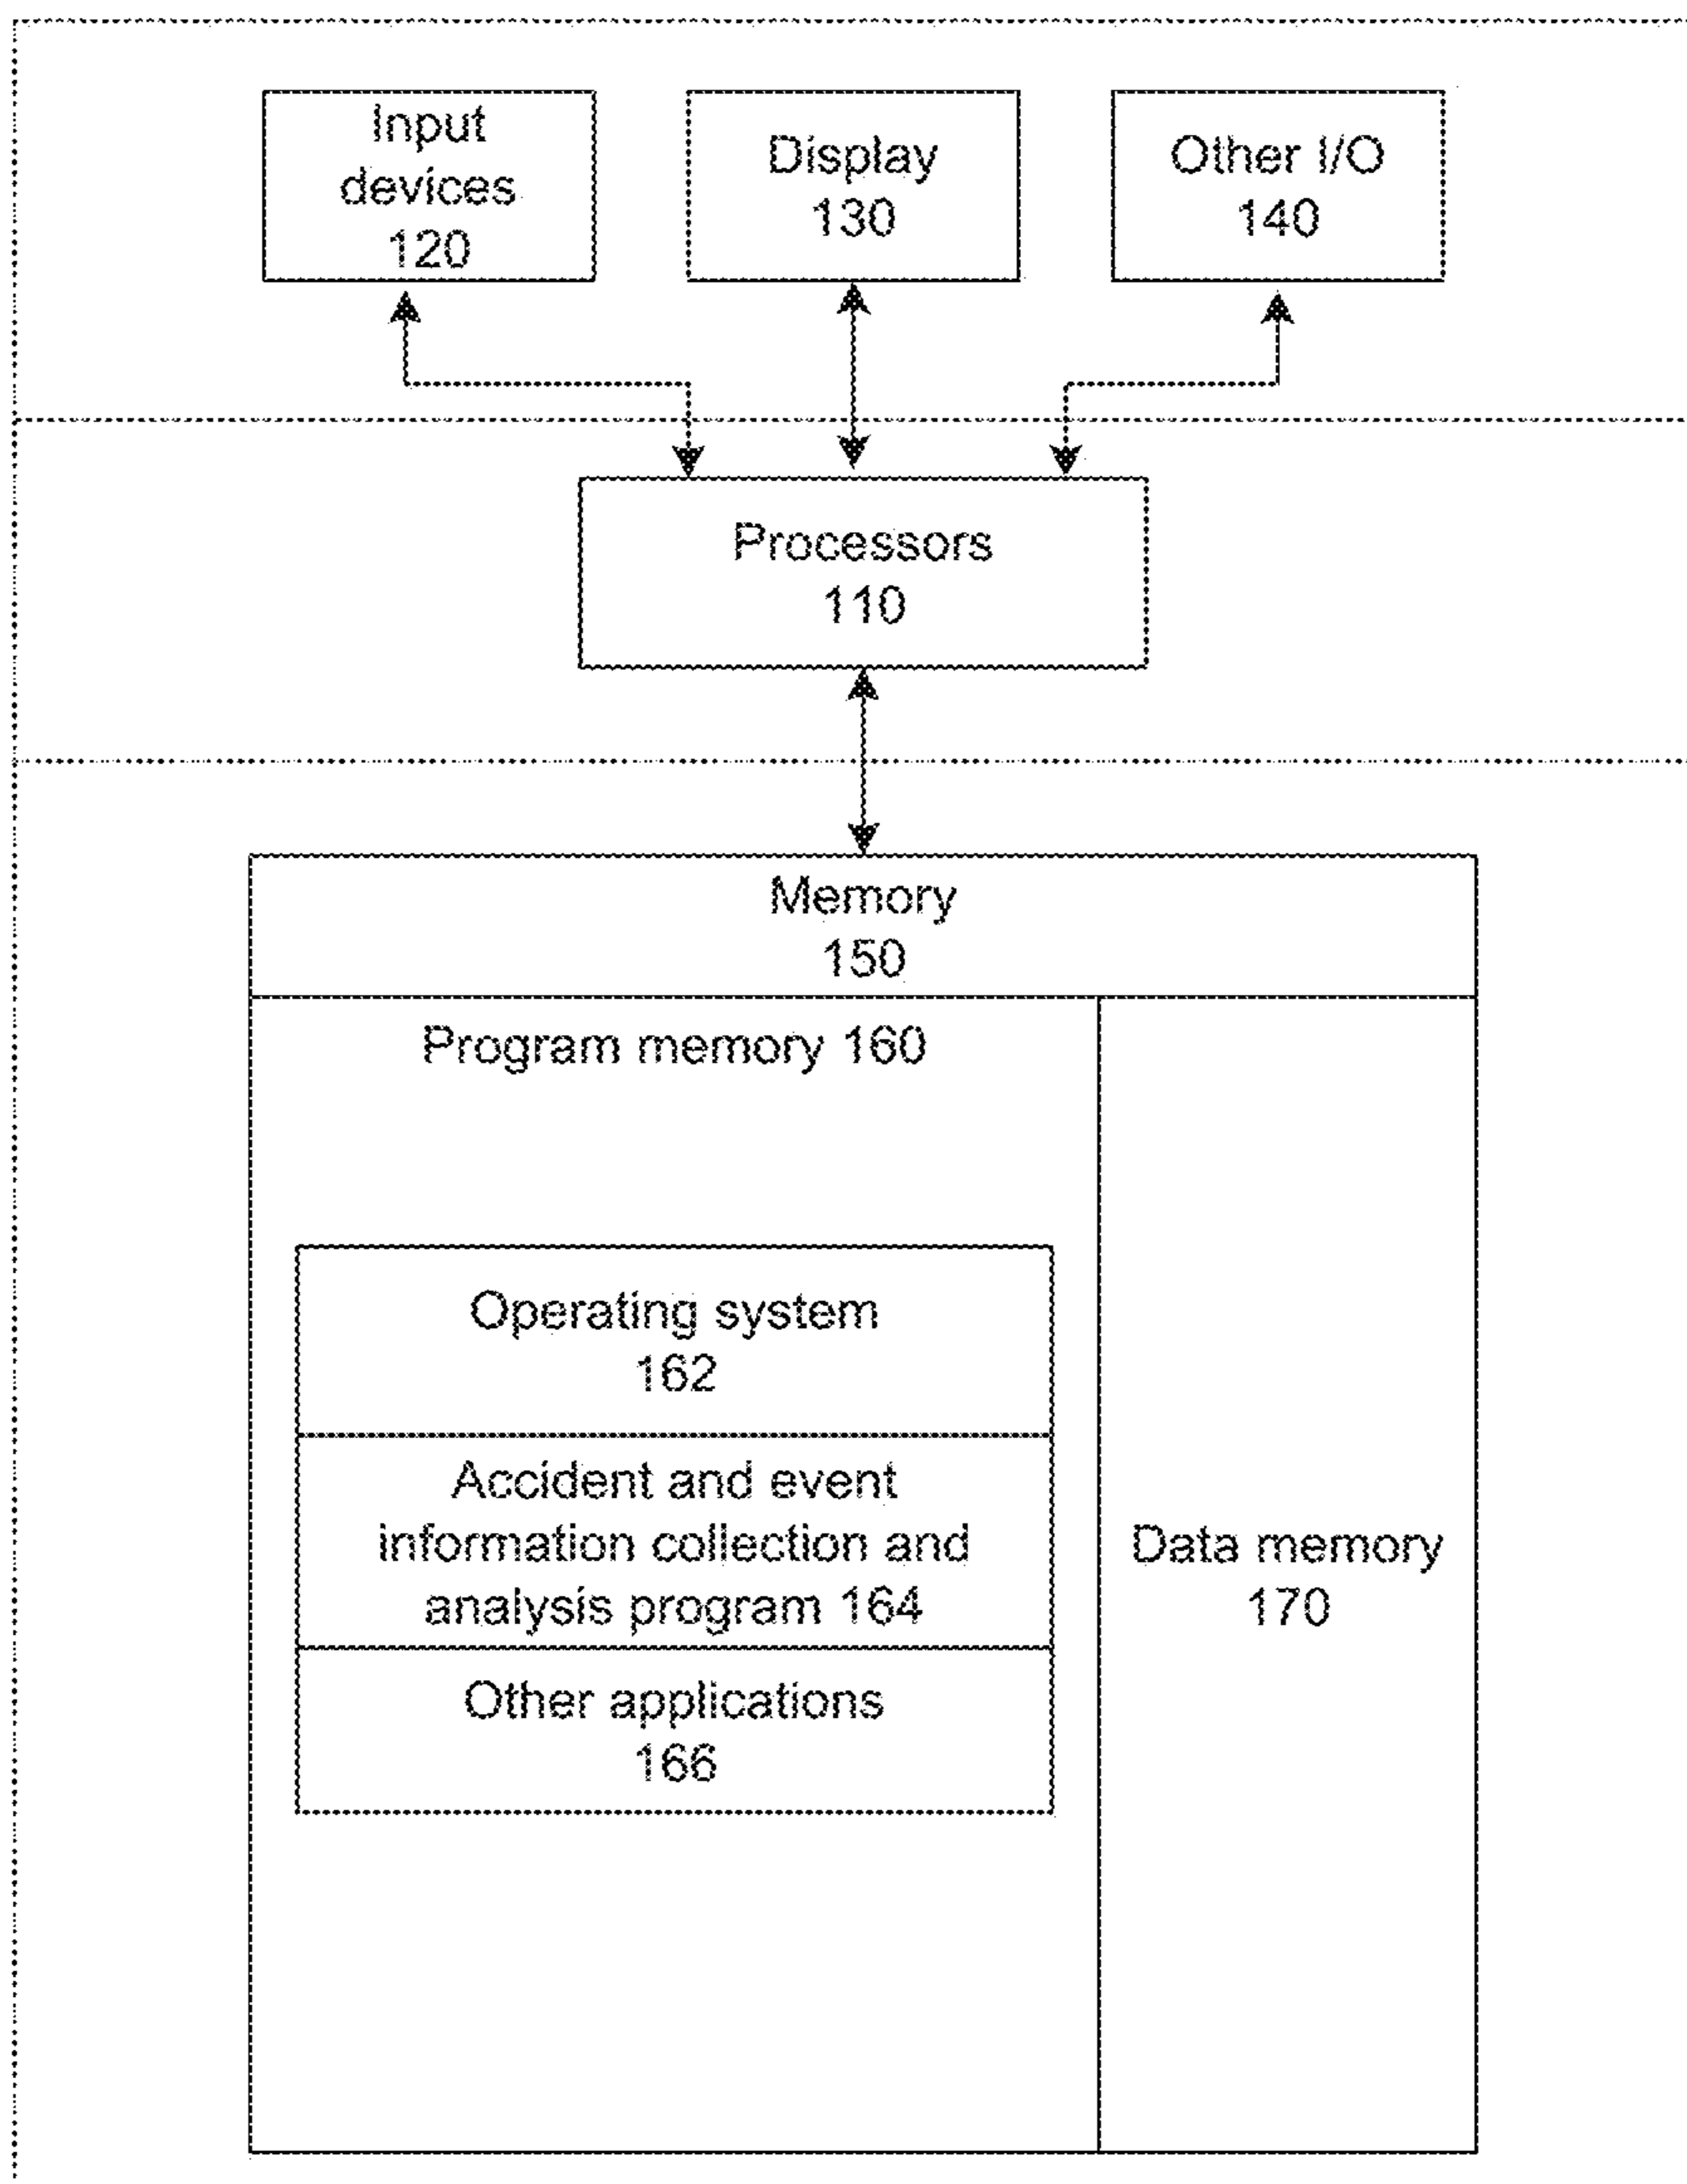 Input
devices
120
Display
130
Other I/O
140
Processors
110
Memory
150
Program memory 160
Operating system
162
Accident and event
information collection and
analysis program 164
Other applications
166
Data memory
170